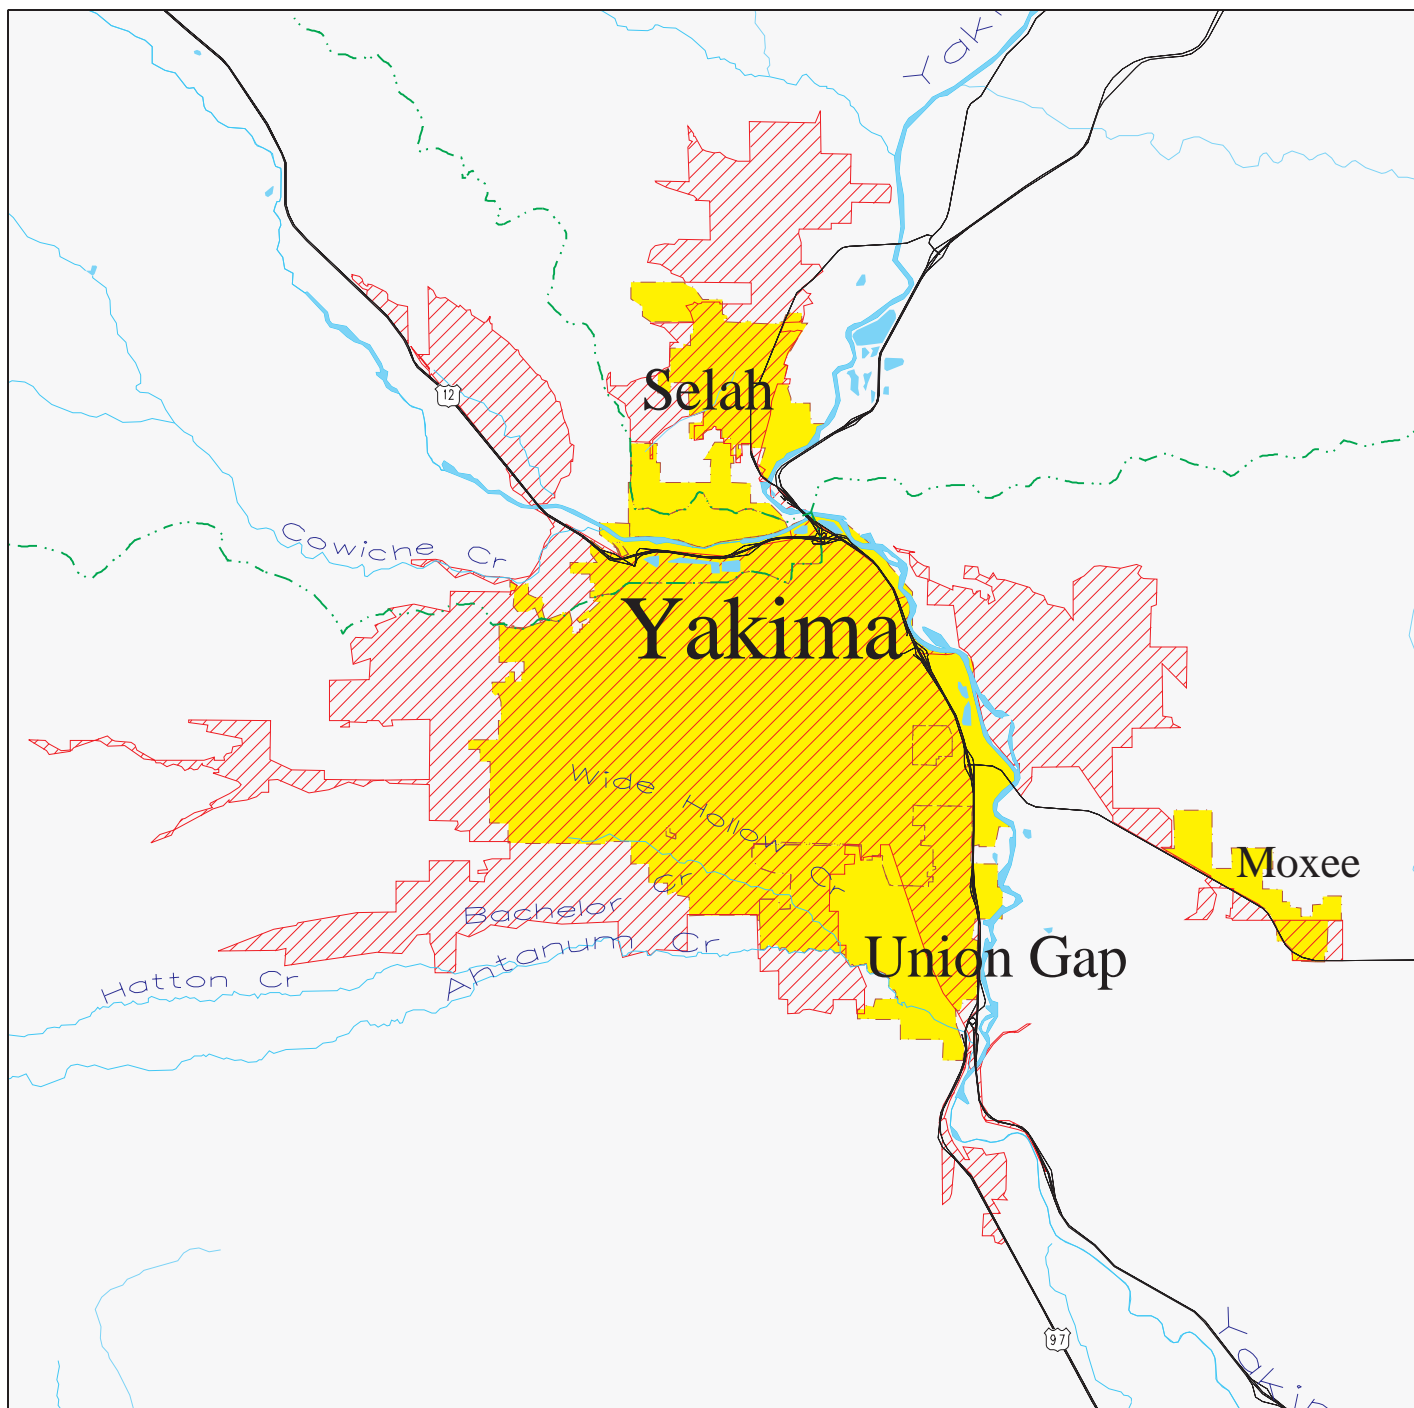 Yak
12
Selah
Cowiche Cr
Yakima
Wide Hollow Cr
Moxee
Cr
Bachelor
Union Gap
Ahtanum Cr
Hatton Cr
97
Yakin